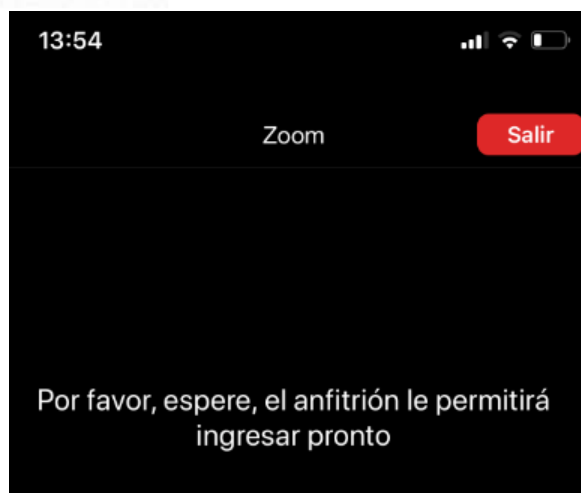 13:54
Zoom
Salir
Por favor, espere, el anfitrión le permitirá
ingresar pronto